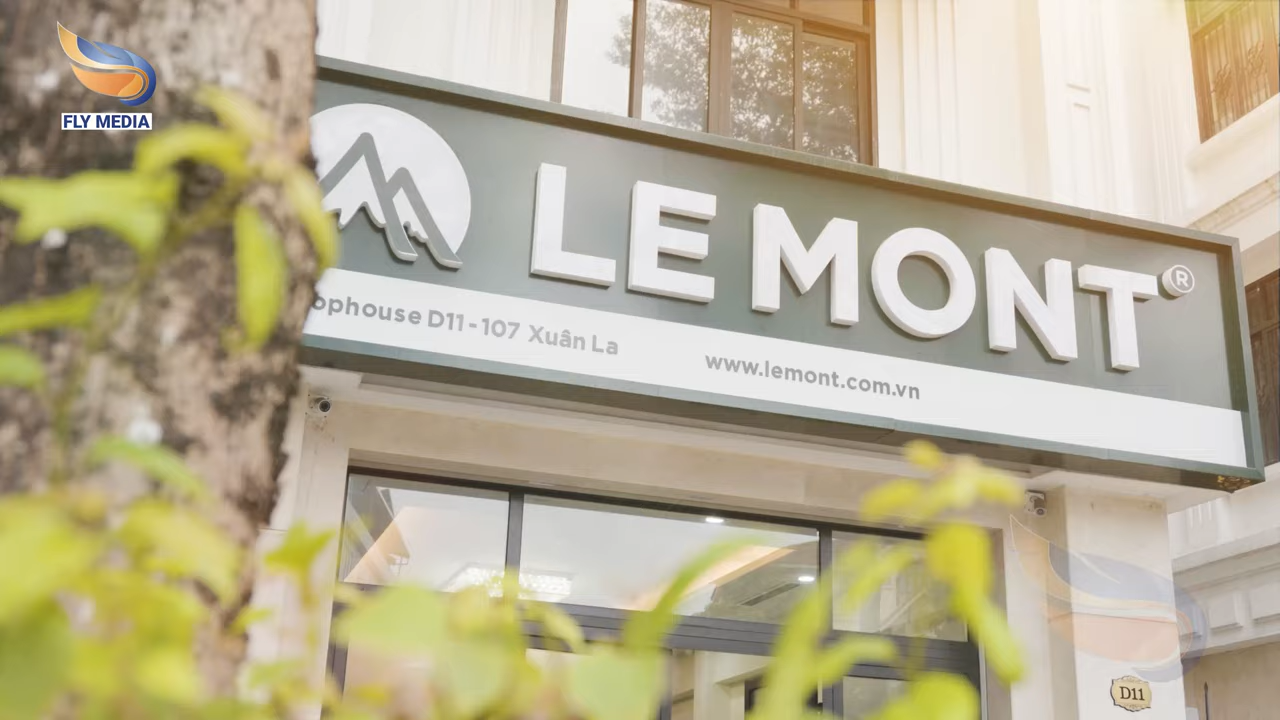 FLY MEDIA
LE MONT®
ophouse D11 - 107 Xuân La
www.lemont.com.vn
D11